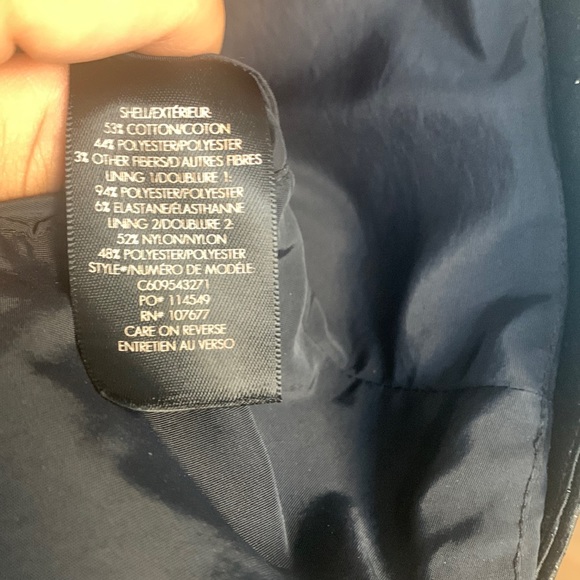 SHELL/EXTÉRIEUR:
53% COTTON/COTON
44% POLYESTER/POLYESTER
3% OTHER FIBERS/D'AUTRES FIBRES
LINING 1/DOUBLURE 1:
94% POLYESTER/POLYESTER
6% ELASTANE/ÉLASTHANNE
LINING 2/DOUBLURE 2:
52% NYLON/NYLON
48% POLYESTER/POLYESTER
STYLE#/NUMÉRO DE MODÈLE:
C609543271
PO# 114549
RN# 107677
CARE ON REVERSE
ENTRETIEN AU VERSO